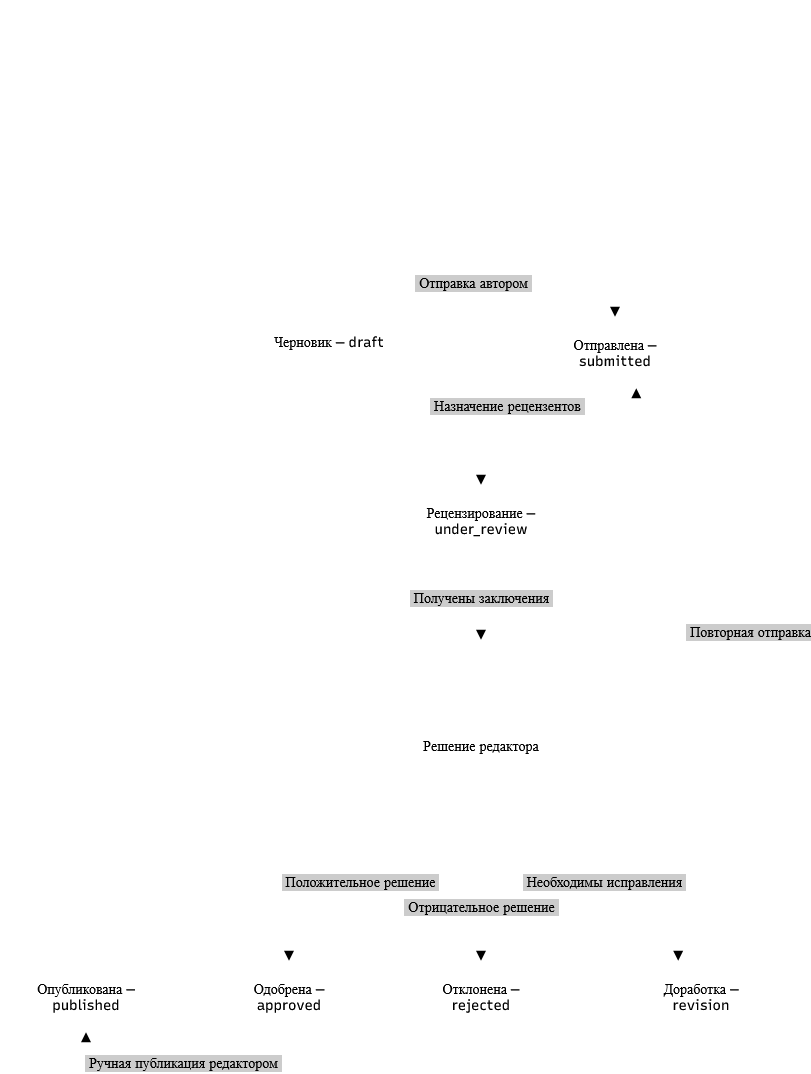 Отправка автором
Черновик — draft
Отправлена —
submitted
Назначение рецензентов
Рецензирование —
under_review
Получены заключения
Повторная отправка
Решение редактора
Положительное решение
Необходимы исправления
Отрицательное решение
Опубликована —
published
Одобрена —
approved
Отклонена —
rejected
Доработка —
revision
Ручная публикация редактором